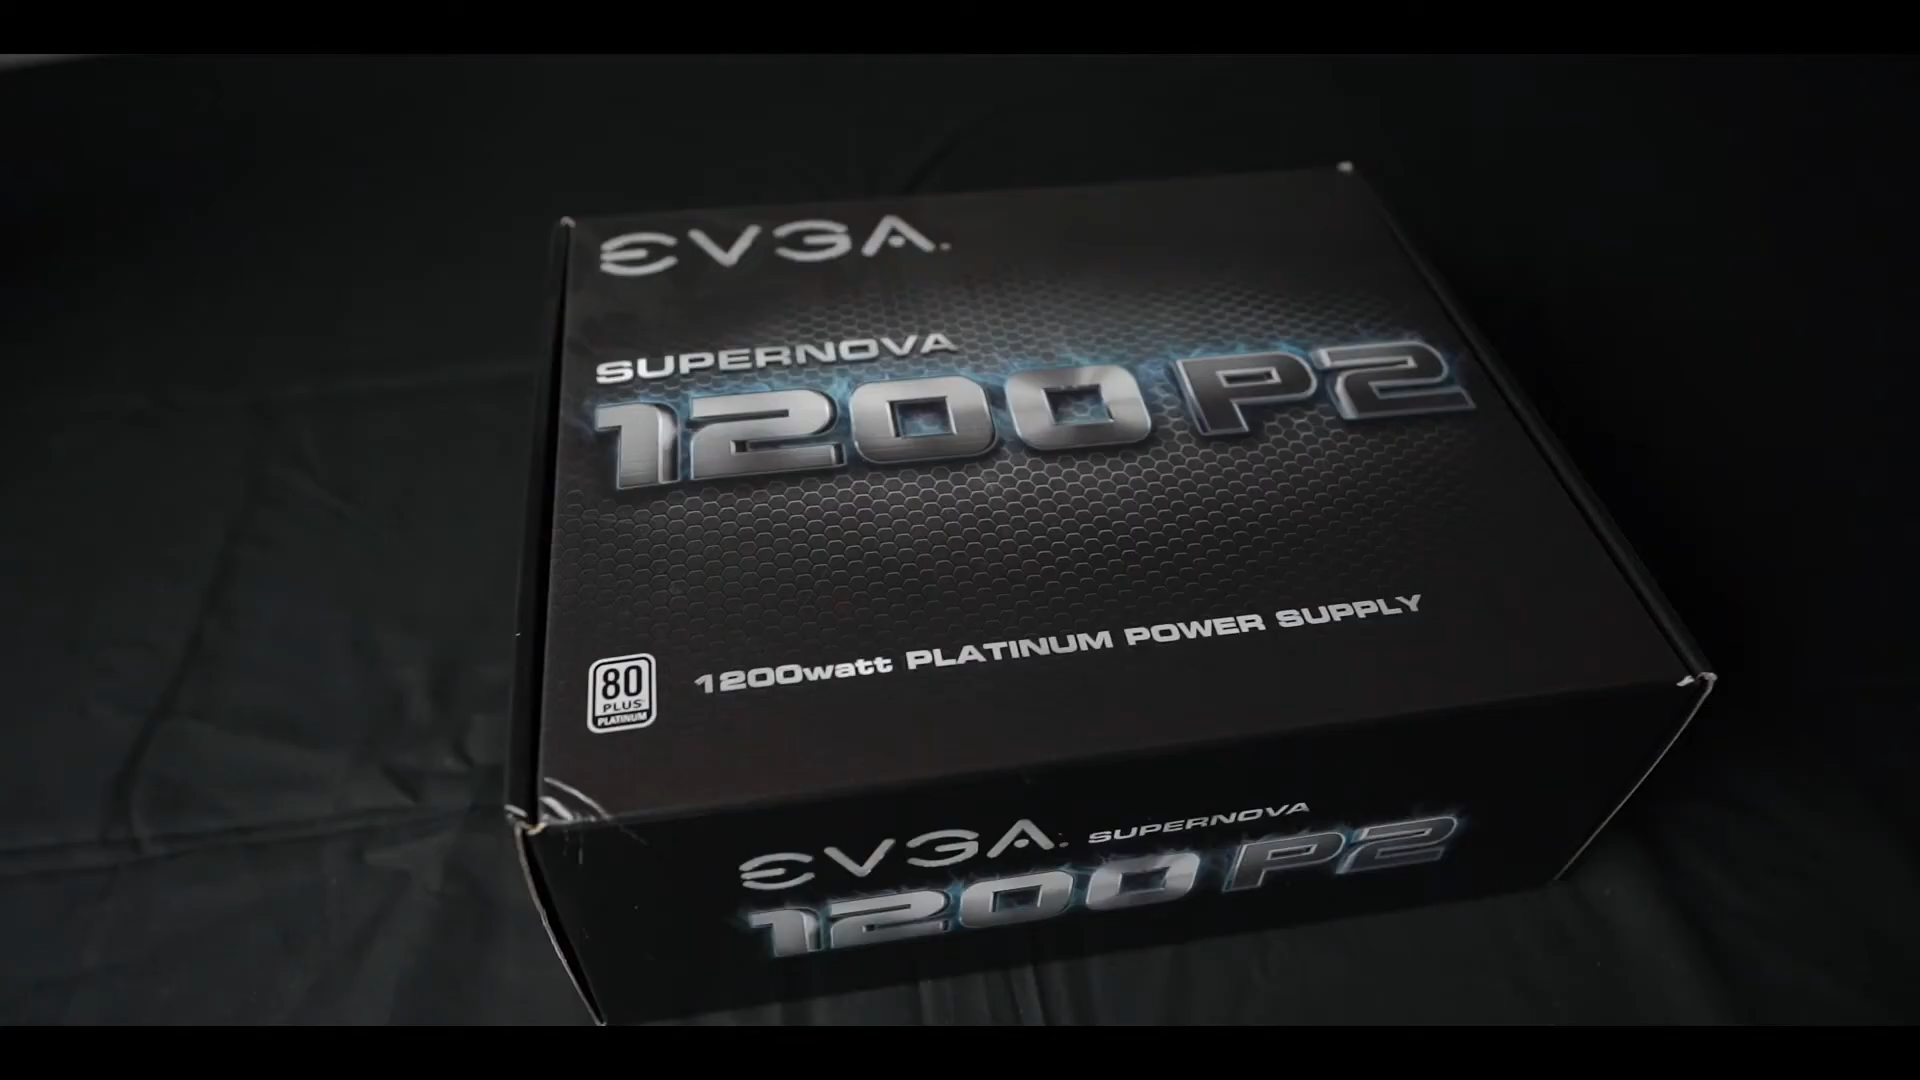 EVGA.
SUPERNOVA
1200 P2
80
PLUS
PLATINUM
1200watt PLATINUM POWER SUPPLY
EVGA. SUPERNOVA
1200 P2